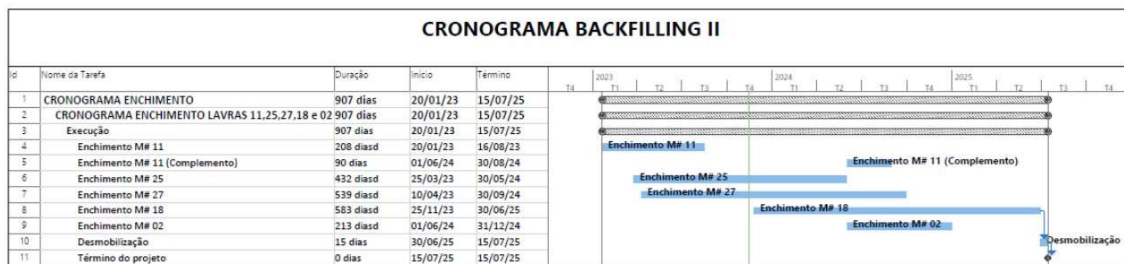 CRONOGRAMA BACKFILLING II
Id Nome da Tarefa Duração Início Término 2023 2024 2025
T4 T1 T2 T3 T4 T1 T2 T3 T4 T1 T2 T3 T4
1 CRONOGRAMA ENCHIMENTO 907 dias 20/01/23 15/07/25
2 CRONOGRAMA ENCHIMENTO LAVRAS 11,25,27,18 e 02 907 dias 20/01/23 15/07/25
3 Execução 907 dias 20/01/23 15/07/25
4 Enchimento M# 11 208 diasd 20/01/23 16/08/23 Enchimento M# 11
5 Enchimento M# 11 (Complemento) 90 dias 01/06/24 30/08/24 Enchimento M# 11 (Complemento)
6 Enchimento M# 25 432 diasd 25/03/23 30/05/24 Enchimento M# 25
7 Enchimento M# 27 539 diasd 10/04/23 30/09/24 Enchimento M# 27
8 Enchimento M# 18 583 diasd 25/11/23 30/06/25 Enchimento M# 18
9 Enchimento M# 02 213 diasd 01/06/24 31/12/24 Enchimento M# 02
10 Desmobilização 15 dias 30/06/25 15/07/25 Desmobilização
11 Término do projeto 0 dias 15/07/25 15/07/25